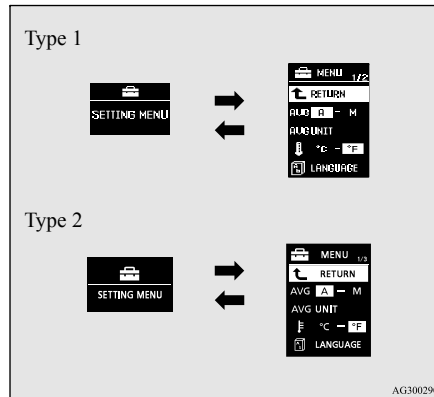 Type 1
SETTING MENU
MENU 1/2
RETURN
AVG A - M
AVG UNIT
°C - °F
LANGUAGE
Type 2
SETTING MENU
MENU 1/3
RETURN
AVG A - M
AVG UNIT
°C - °F
LANGUAGE